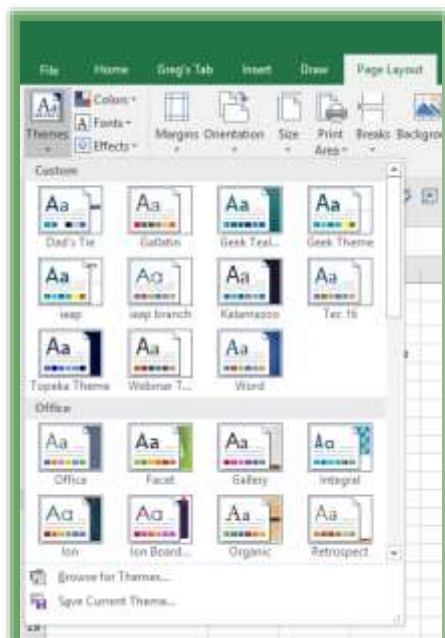 File Home Greg's Tab Insert Draw Page Layout
Aa Colors
A Fonts
Themes Effects Margins Orientation Size Print Area Breaks Backgrou
Custom
Aa Aa Aa Aa
Dad's Tie Gallatin Geek Teal... Geek Theme
Aa Aa Aa Aa
iaap iaap branch Kalamazoo Tec 16
Aa Aa Aa
Topeka Theme Webinar T... Word
Office
Aa Aa Aa Aa
Office Facet Gallery Integral
Aa Aa Aa Aa
Ion Ion Board... Organic Retrospect
Browse for Themes...
Save Current Theme...